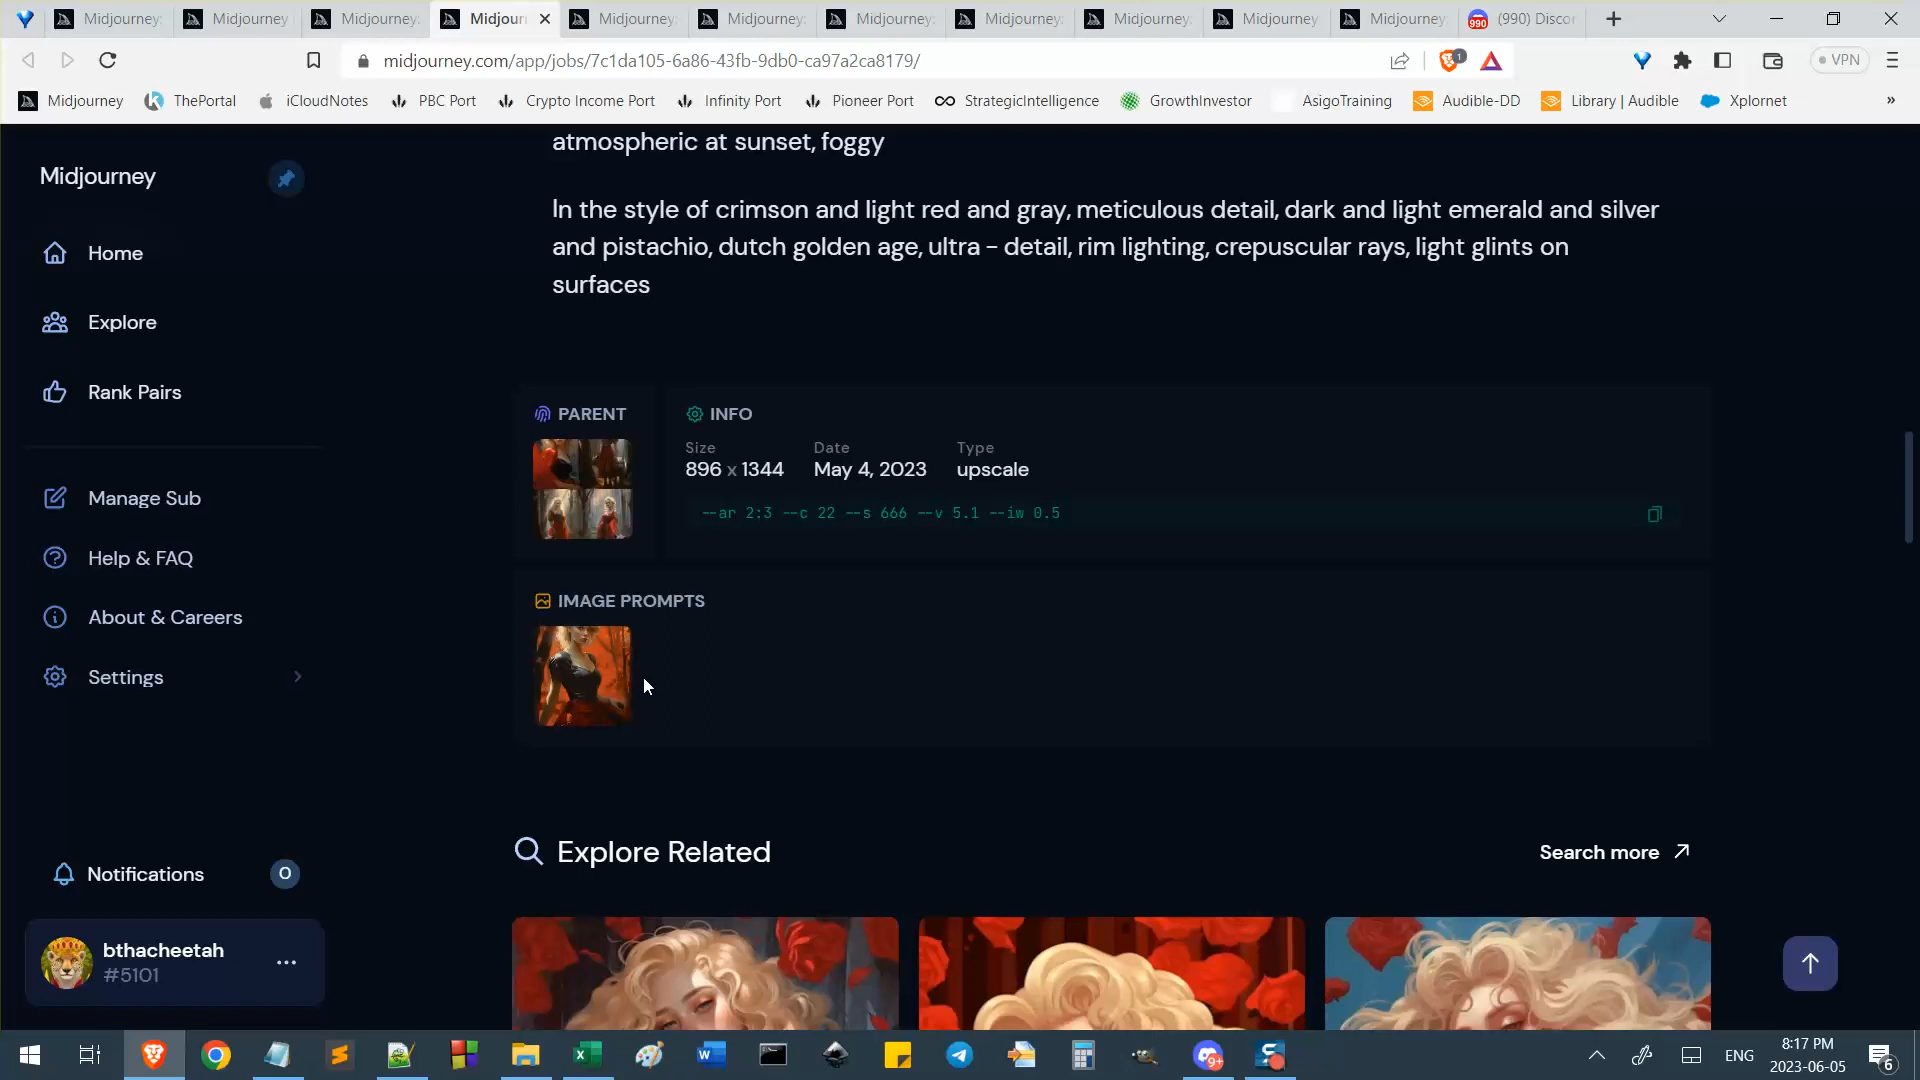 Midjourney:
Midjourney
Midjourney:
Midjour
Midjourney:
Midjourney:
Midjourney:
Midjourney:
Midjourney:
Midjourney
Midjourney
(990) Disco
midjourney.com/app/jobs/7c1da105-6a86-43fb-9db0-ca97a2ca8179/
1
VPN
Midjourney
ThePortal
iCloudNotes
PBC Port
Crypto Income Port
Infinity Port
Pioneer Port
StrategicIntelligence
GrowthInvestor
AsigoTraining
Audible-DD
Library | Audible
Xplornet
»
Midjourney
Home
Explore
Rank Pairs
Manage Sub
Help & FAQ
About & Careers
Settings
Notifications
0
bthacheetah
#5101
atmospheric at sunset, foggy
In the style of crimson and light red and gray, meticulous detail, dark and light emerald and silver
and pistachio, dutch golden age, ultra - detail, rim lighting, crepuscular rays, light glints on
surfaces
PARENT
INFO
Size
Date
Type
896 x 1344
May 4, 2023
upscale
--ar 2:3 --c 22 --s 666 --v 5.1 --iw 0.5
IMAGE PROMPTS
Explore Related
Search more
9+
ENG
8:17 PM
2023-06-05
6